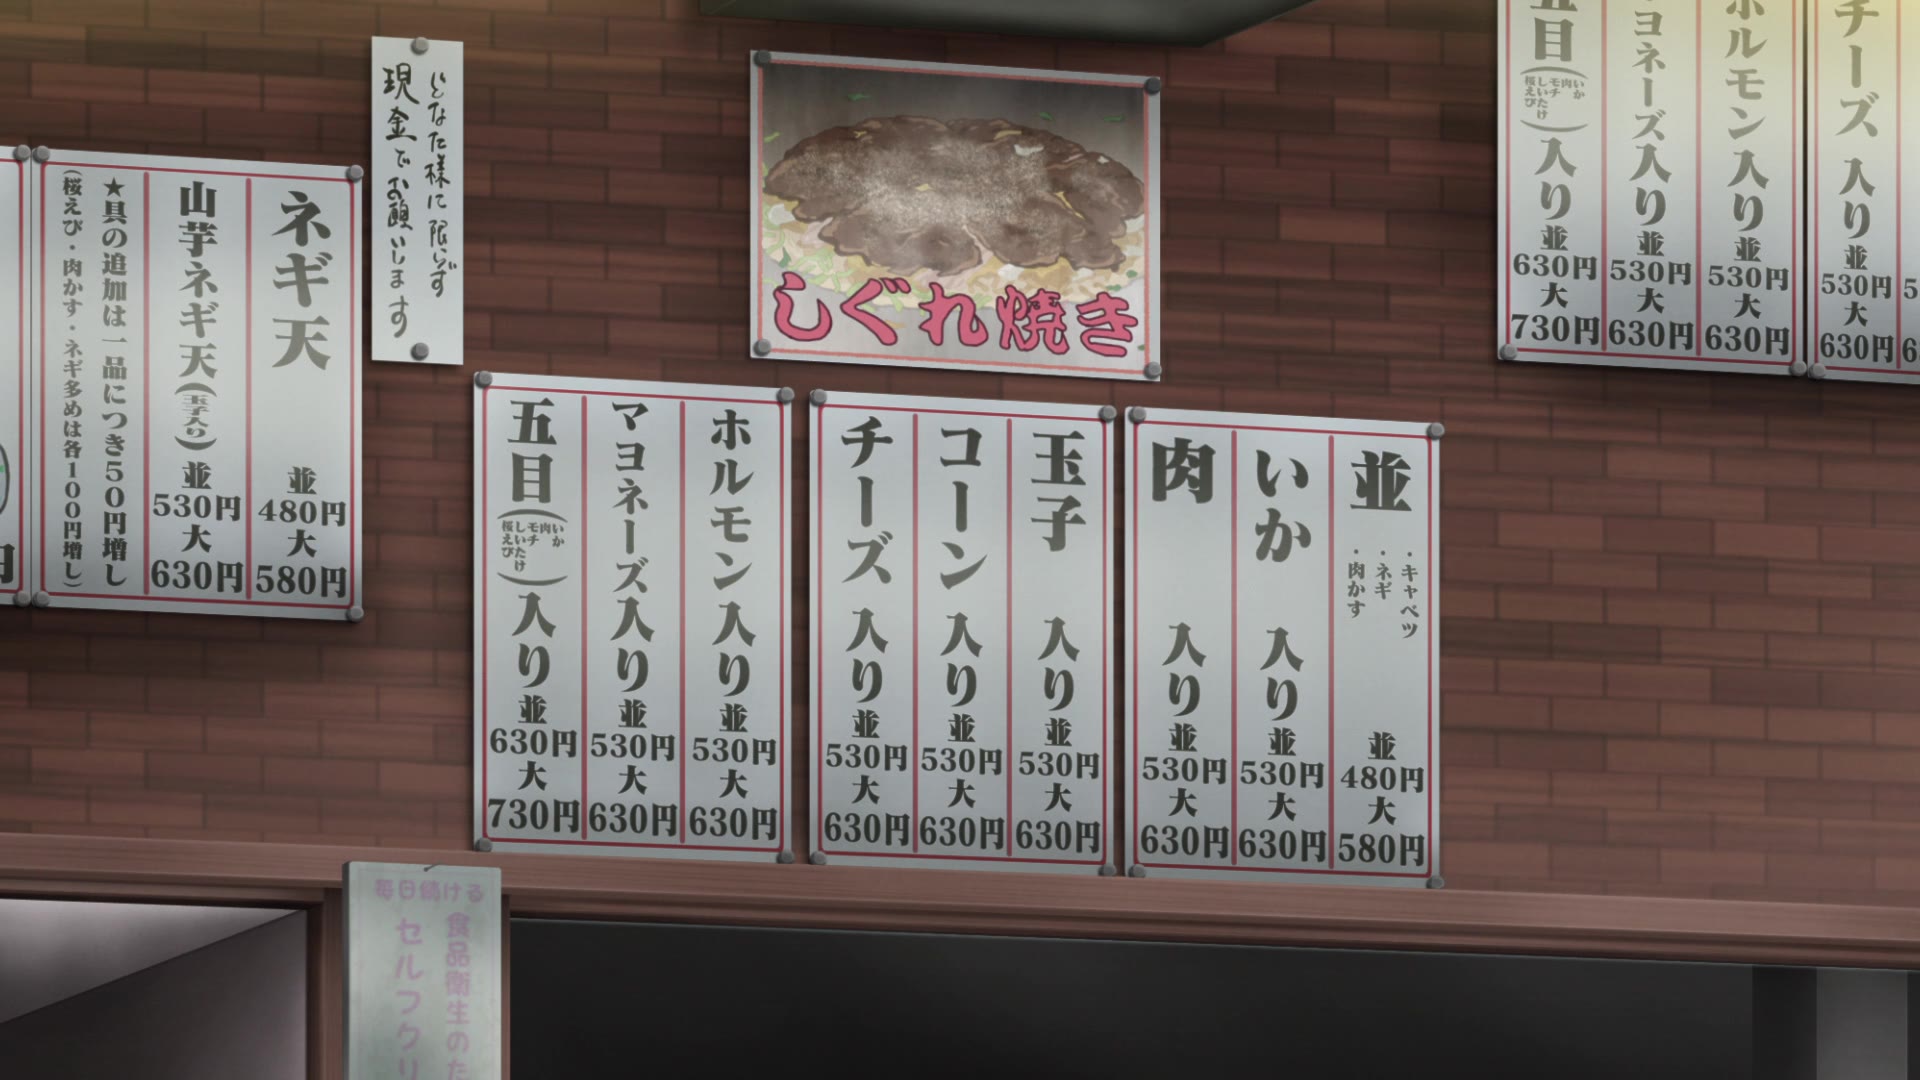 どなた様に限らず
現金でお願いします
しぐれ焼き
ネギ天
並
480円
大
580円
山芋ネギ天(玉子入り)
並
530円
大
630円
★具の追加は一品につき50円増し
(桜えび・肉かす・ネギ多めは各100円増し)
円
並
・キャベツ
・ネギ
・肉かす
並
480円
大
580円
いか入り
並
530円
大
630円
肉入り
並
530円
大
630円
玉子入り
並
530円
大
630円
コーン入り
並
530円
大
630円
チーズ入り
並
530円
大
630円
ホルモン入り
並
530円
大
630円
マヨネーズ入り
並
530円
大
630円
五目(いか
肉
モチ
しいたけ
桜えび)入り
並
630円
大
730円
チーズ入り
並
530円
大
630円
ホルモン入り
並
530円
大
630円
マヨネーズ入り
並
530円
大
630円
五目(いか
肉
モチ
しいたけ
桜えび)入り
並
630円
大
730円
毎日続ける
食品衛生のた
セルフクリ